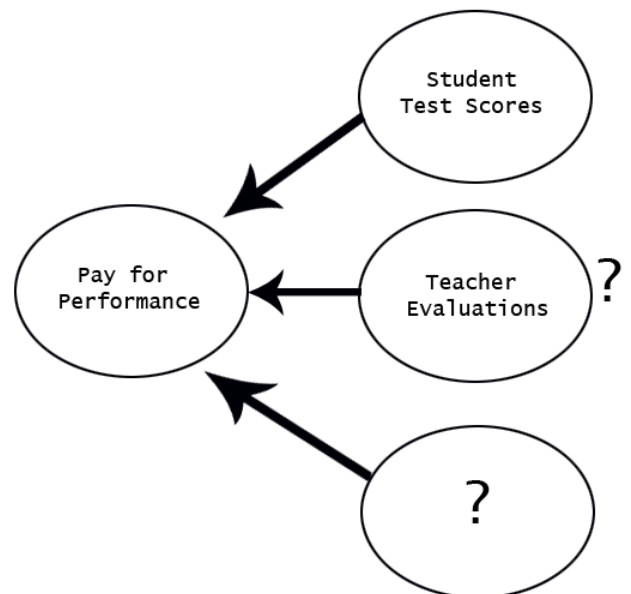 Student
Test Scores
Pay for
Performance
Teacher
Evaluations
?
?